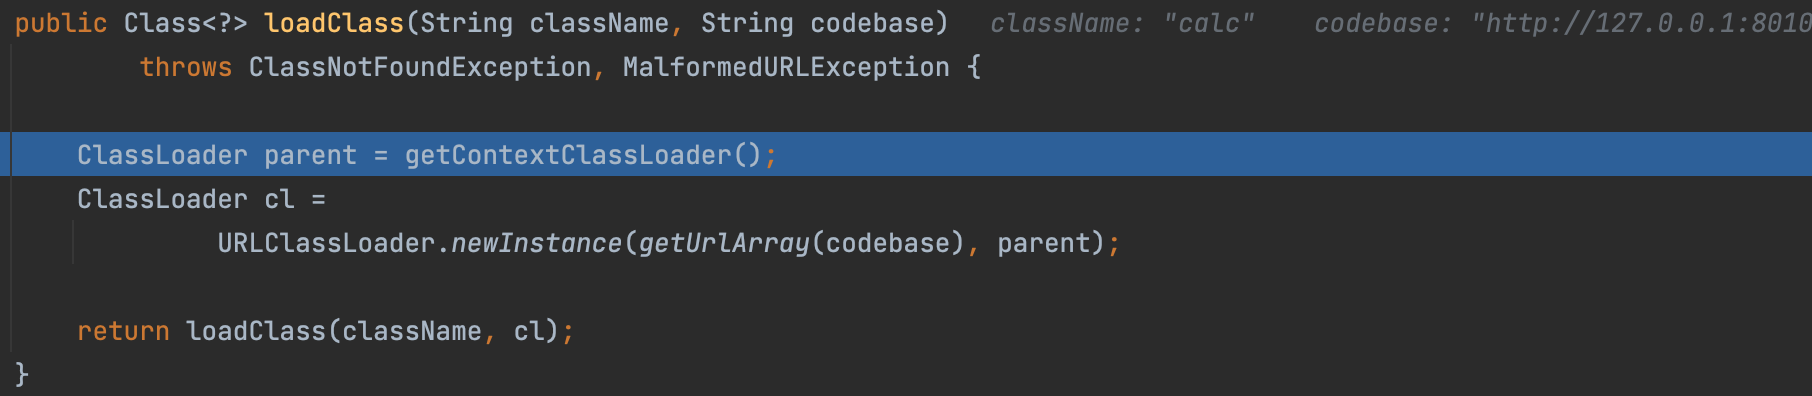 public Class<?> loadClass(String className, String codebase)   className: "calc"    codebase: "http://127.0.0.1:8010
        throws ClassNotFoundException, MalformedURLException {
    ClassLoader parent = getContextClassLoader();
    ClassLoader cl =
             URLClassLoader.newInstance(getUrlArray(codebase), parent);
    return loadClass(className, cl);
}